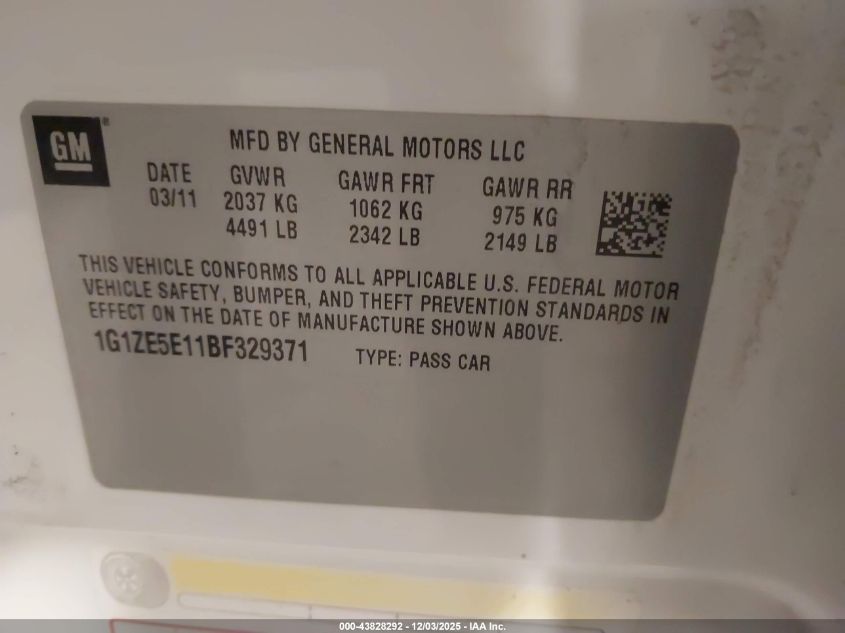 GM®
MFD BY GENERAL MOTORS LLC
DATE GVWR GAWR FRT GAWR RR
03/11 2037 KG 1062 KG 975 KG
4491 LB 2342 LB 2149 LB
THIS VEHICLE CONFORMS TO ALL APPLICABLE U.S. FEDERAL MOTOR
VEHICLE SAFETY, BUMPER, AND THEFT PREVENTION STANDARDS IN
EFFECT ON THE DATE OF MANUFACTURE SHOWN ABOVE.
1G1ZE5E11BF329371 TYPE: PASS CAR
000-43828292 - 12/03/2025 - IAA Inc.